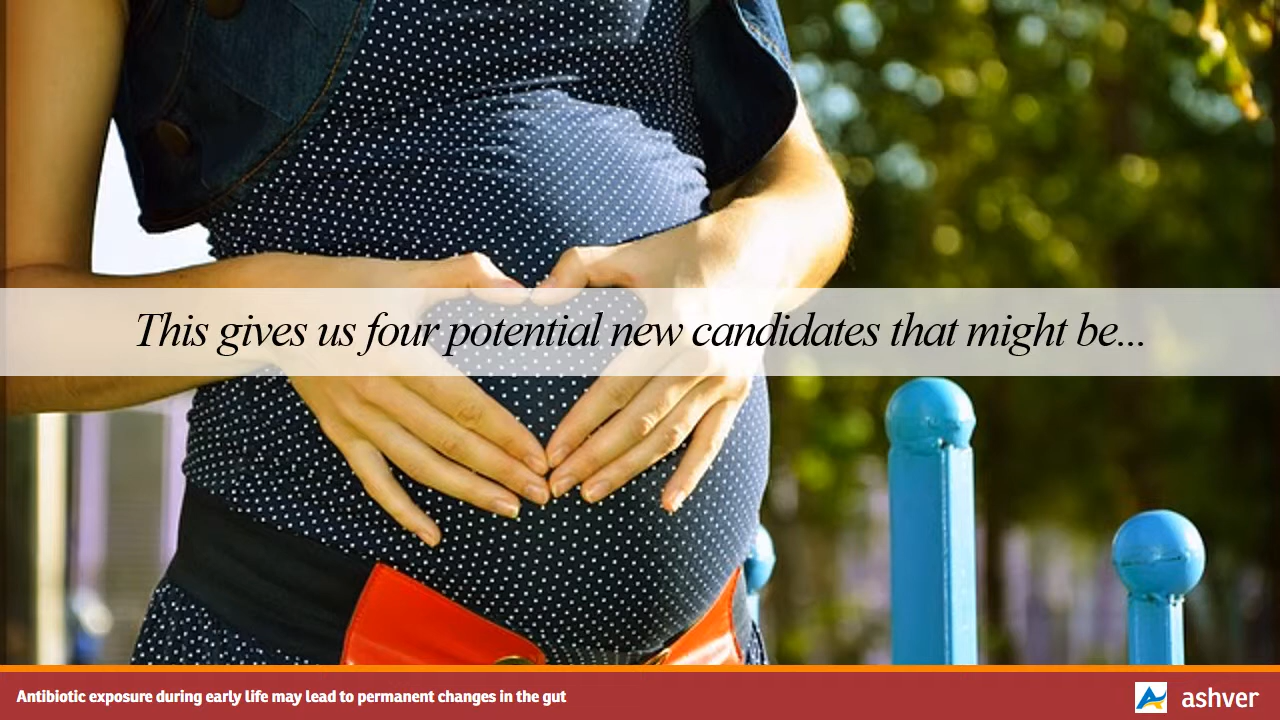 This gives us four potential new candidates that might be...
Antibiotic exposure during early life may lead to permanent changes in the gut
ashver